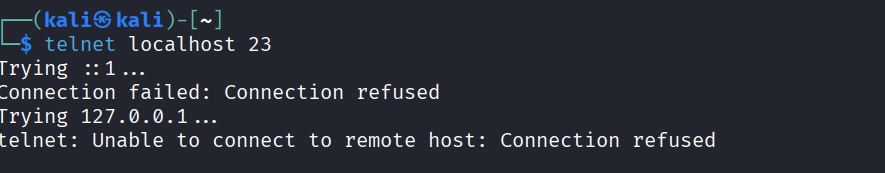 ┌──(kali㉿kali)-[~]
└─$ telnet localhost 23
Trying ::1...
Connection failed: Connection refused
Trying 127.0.0.1...
telnet: Unable to connect to remote host: Connection refused